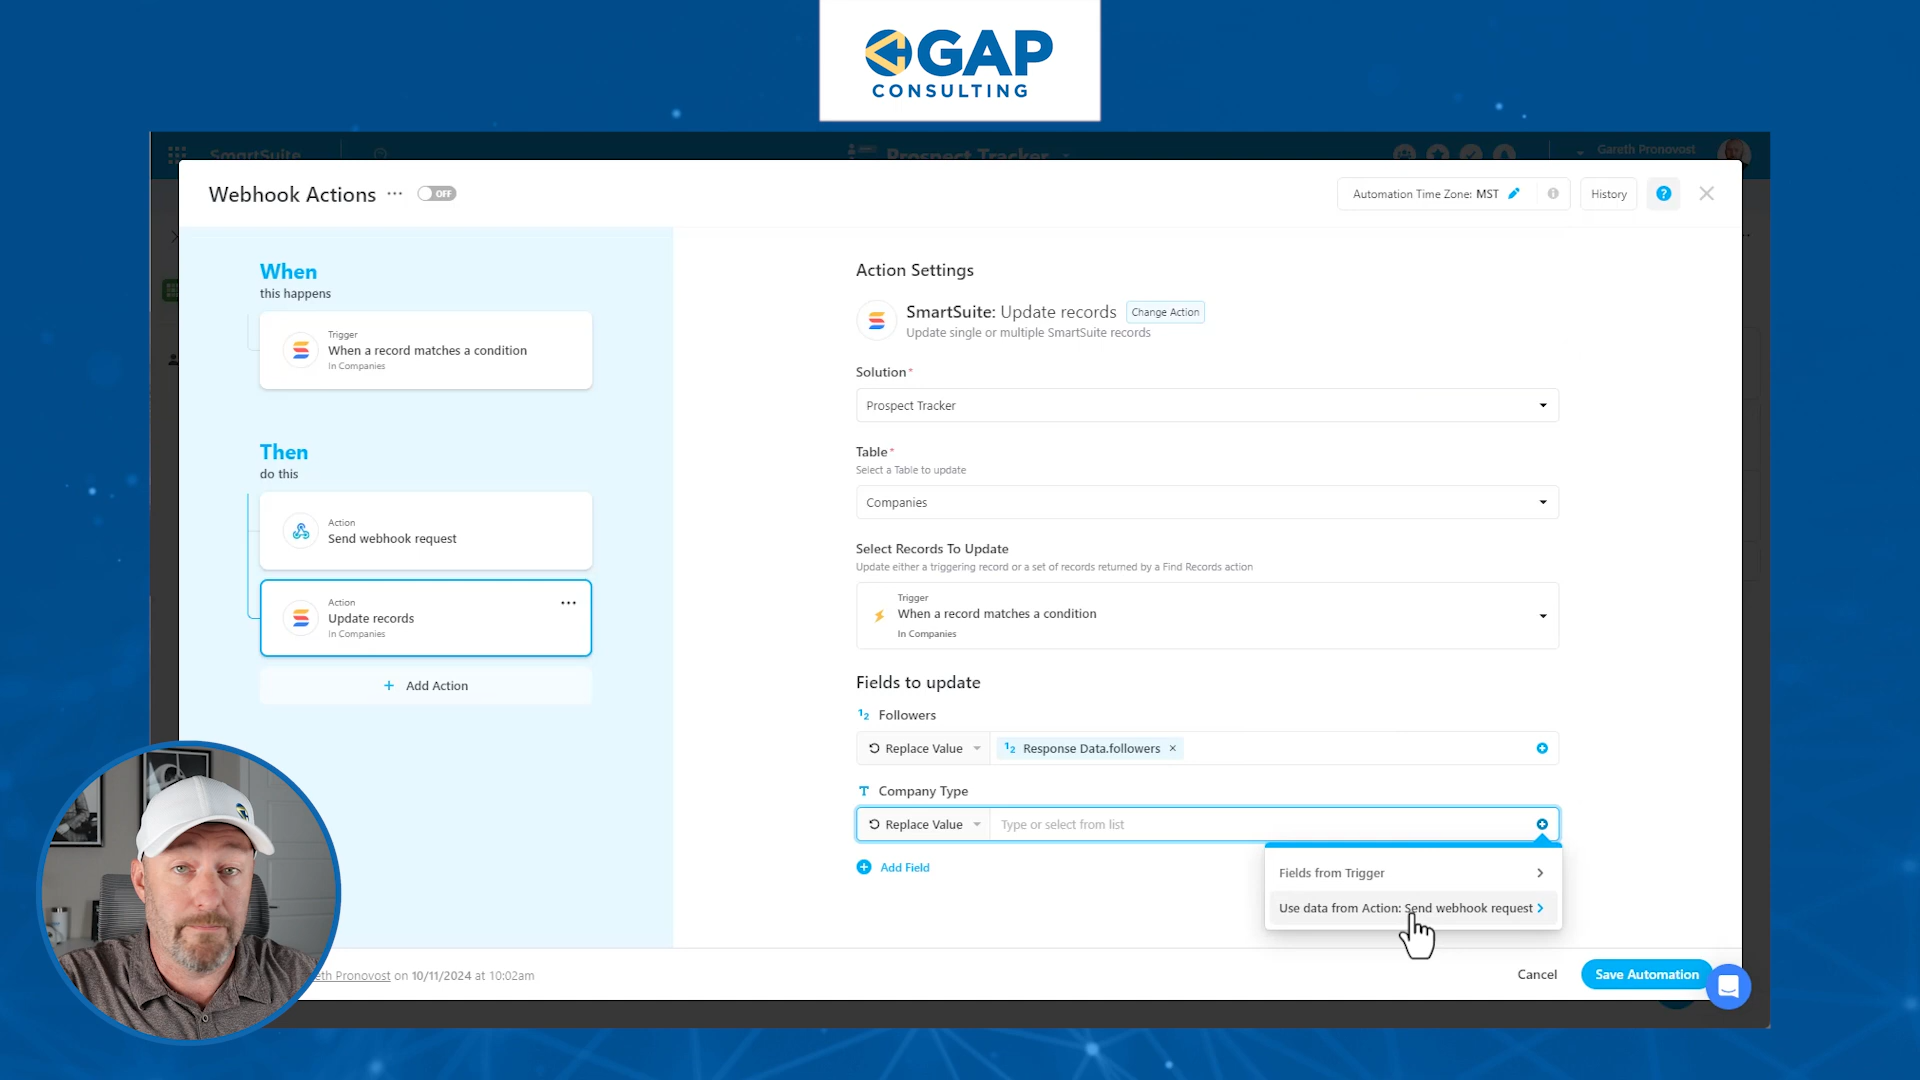 GAP
CONSULTING
SmartSuite
Prospect Tracker
Gareth Pronovost
Webhook Actions
OFF
Automation Time Zone: MST
History
?
When
this happens
Trigger
When a record matches a condition
In Companies
Then
do this
Action
Send webhook request
Action
Update records
In Companies
+ Add Action
Action Settings
SmartSuite: Update records
Change Action
Update single or multiple SmartSuite records
Solution*
Prospect Tracker
Table*
Select a Table to update
Companies
Select Records To Update
Update either a triggering record or a set of records returned by a Find Records action
Trigger
When a record matches a condition
In Companies
Fields to update
Followers
Replace Value
Response Data.followers ×
T Company Type
Replace Value
Type or select from list
Add Field
Fields from Trigger
Use data from Action: Send webhook request
Pronovost on 10/11/2024 at 10:02am
Cancel
Save Automation